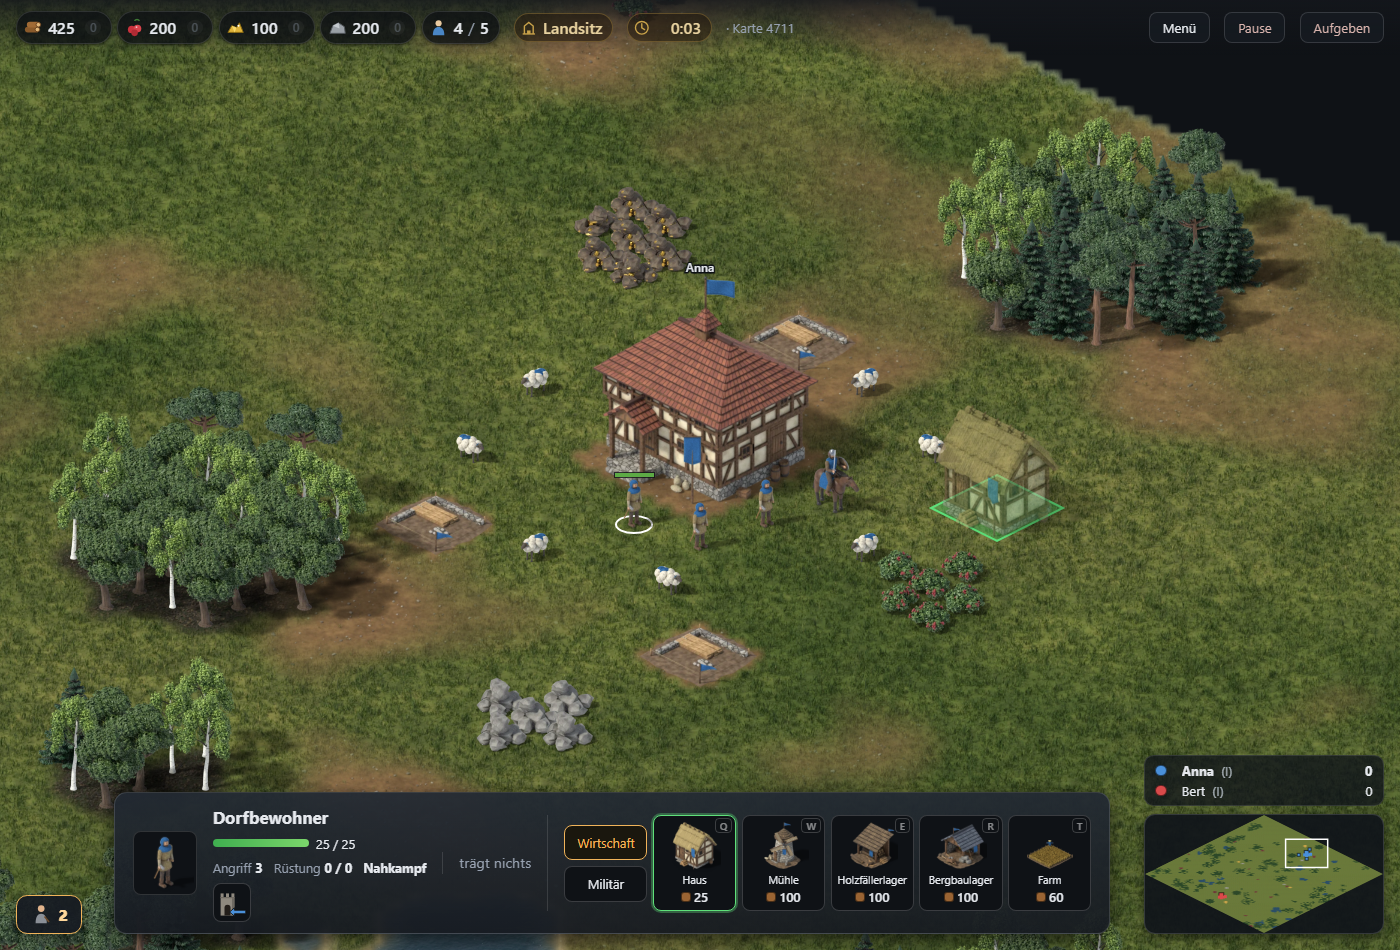 425 0 200 0 100 0 200 0 4 / 5 Landsitz 0:03 · Karte 4711 Menü Pause Aufgeben
Anna
Anna (I) 0
Bert (I) 0
Dorfbewohner
25 / 25
Angriff 3 Rüstung 0 / 0 Nahkampf
trägt nichts
Wirtschaft
Militär
Q
Haus
25
W
Mühle
100
E
Holzfällerlager
100
R
Bergbaulager
100
T
Farm
60
2